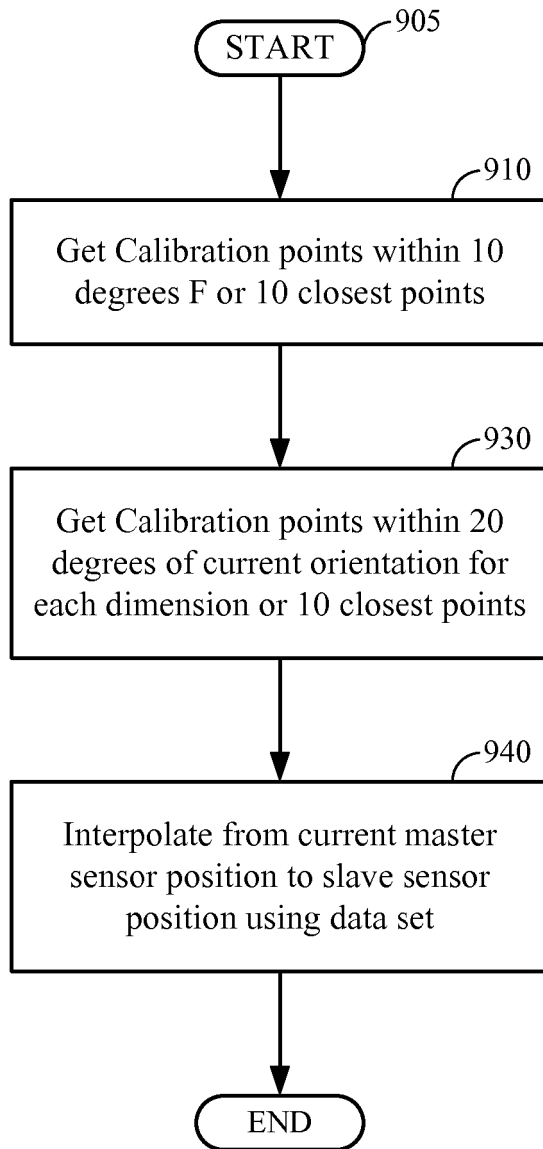 START
905
910
Get Calibration points within 10
degrees F or 10 closest points
930
Get Calibration points within 20
degrees of current orientation for
each dimension or 10 closest points
940
Interpolate from current master
sensor position to slave sensor
position using data set
END